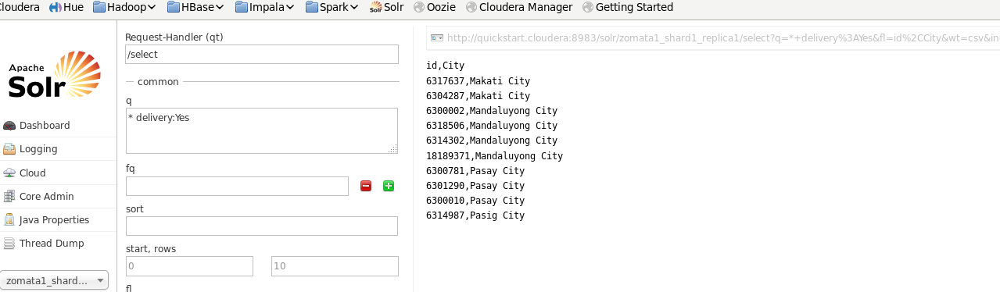 Cloudera Hue Hadoop HBase Impala Spark Solr Oozie Cloudera Manager Getting Started
Apache
Solr
Dashboard
Logging
Cloud
Core Admin
Java Properties
Thread Dump
zomata1_shard...
Request-Handler (qt)
/select
common
q
* delivery:Yes
fq
sort
start, rows
0 10
fl
http://quickstart.cloudera:8983/solr/zomata1_shard1_replica1/select?q=*+delivery%3AYes&fl=id%2CCity&wt=csv&in
id,City
6317637,Makati City
6304287,Makati City
6300002,Mandaluyong City
6318506,Mandaluyong City
6314302,Mandaluyong City
18189371,Mandaluyong City
6300781,Pasay City
6301290,Pasay City
6300010,Pasay City
6314987,Pasig City